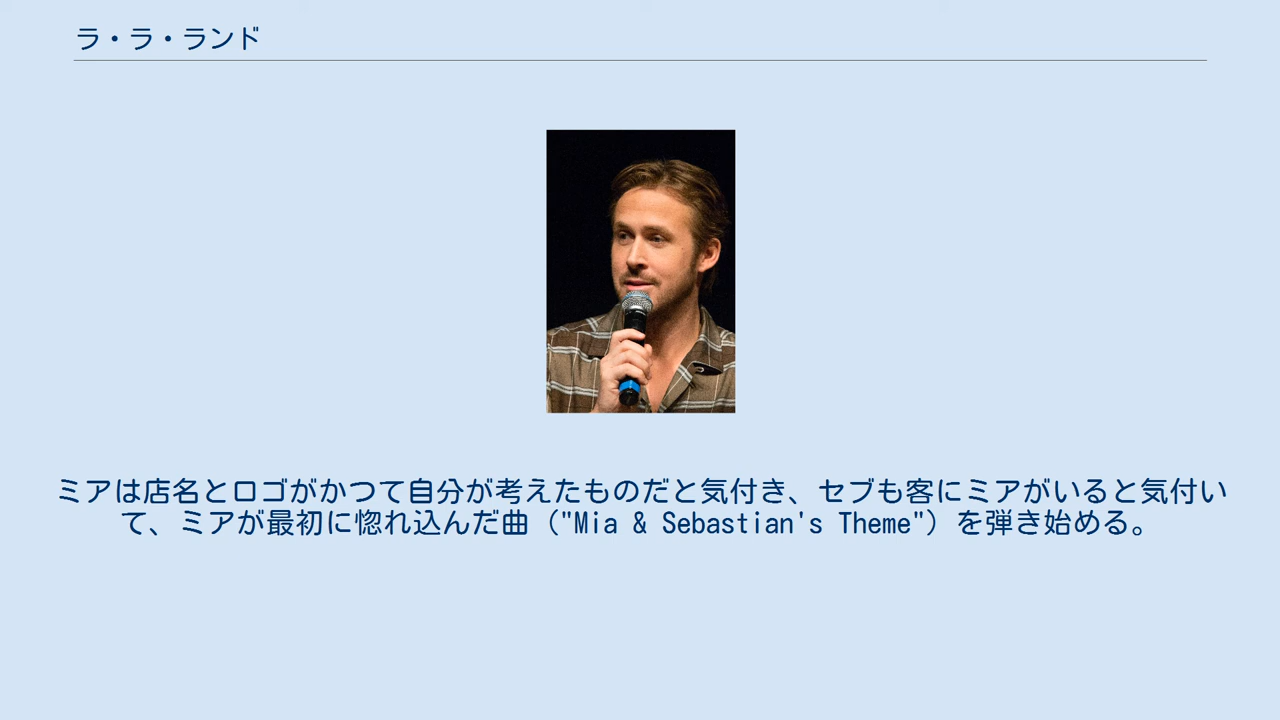 ラ・ラ・ランド
ミアは店名とロゴがかつて自分が考えたものだと気付き、セブも客にミアがいると気付い
て、ミアが最初に惚れ込んだ曲（"Mia & Sebastian's Theme"）を弾き始める。